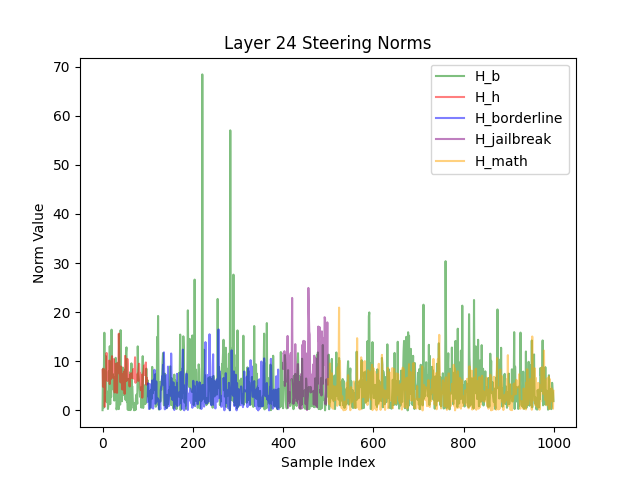 Layer 24 Steering Norms
Norm Value
70
60
50
40
30
20
10
0
H_b
H_h
H_borderline
H_jailbreak
H_math
0
200
400
600
800
1000
Sample Index